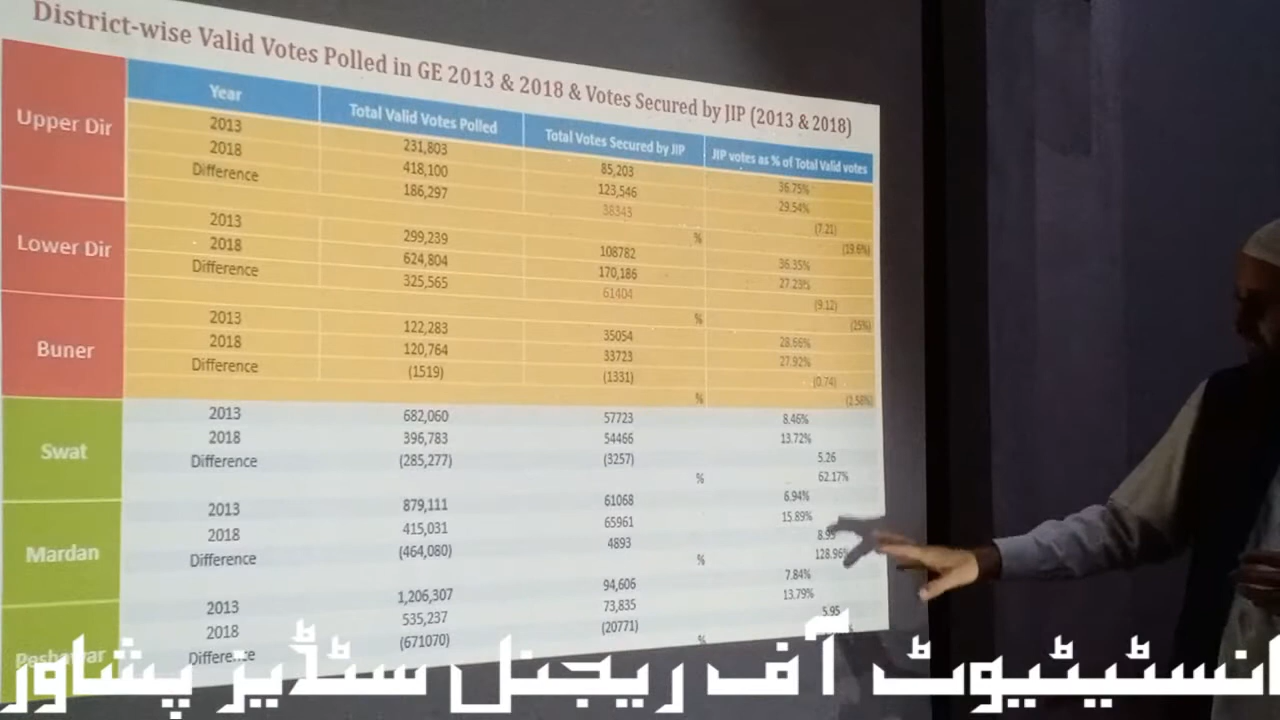 District-wise Valid Votes Polled in GE 2013 & 2018 & Votes Secured by JIP (2013 & 2018)
Year Total Valid Votes Polled Total Votes Secured by JIP JIP votes as % of Total Valid votes
Upper Dir
2013 231,803 85,203 36.75%
2018 418,100 123,546 29.54%
Difference 186,297 38343 (7.21)
% (19.6%)
Lower Dir
2013 299,239 108782 36.35%
2018 624,804 170,186 27.23%
Difference 325,565 61404 (9.12)
% (25%)
Buner
2013 122,283 35054 28.66%
2018 120,764 33723 27.92%
Difference (1519) (1331) (0.74)
% (2.58%)
Swat
2013 682,060 57723 8.46%
2018 396,783 54466 13.72%
Difference (285,277) (3257) 5.26
% 62.17%
Mardan
2013 879,111 61068 6.94%
2018 415,031 65961 15.89%
Difference (464,080) 4893 8.95
% 128.96%
Peshawar
2013 1,206,307 94,606 7.84%
2018 535,237 73,835 13.79%
Difference (671070) (20771) 5.95
%
انسٹیٹیوٹ آف ریجنل سٹڈیز پشاور